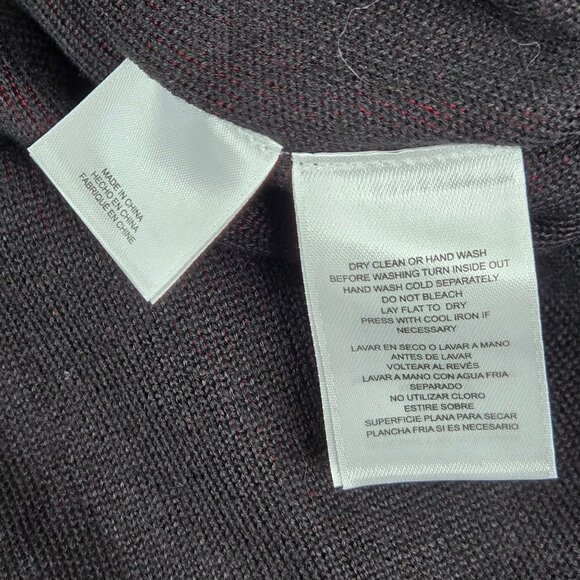 MADE IN CHINA
HECHO EN CHINA
FABRIQUÉ EN CHINE
DRY CLEAN OR HAND WASH
BEFORE WASHING TURN INSIDE OUT
HAND WASH COLD SEPARATELY
DO NOT BLEACH
LAY FLAT TO DRY
PRESS WITH COOL IRON IF
NECESSARY
LAVAR EN SECO O LAVAR A MANO
ANTES DE LAVAR
VOLTEAR AL REVÉS
LAVAR A MANO CON AGUA FRIA
SEPARADO
NO UTILIZAR CLORO
ESTIRE SOBRE
SUPERFICIE PLANA PARA SECAR
PLANCHA FRIA SI ES NECESARIO